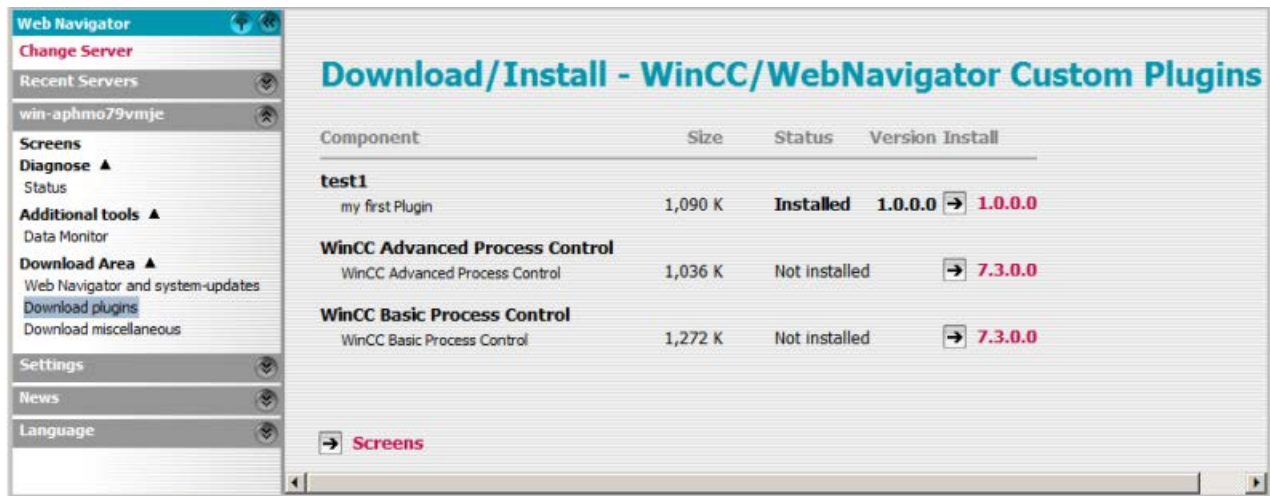 Web Navigator
Change Server
Recent Servers
win-aphmo79vmje
Screens
Diagnose ▲
Status
Additional tools ▲
Data Monitor
Download Area ▲
Web Navigator and system-updates
Download plugins
Download miscellaneous
Settings
News
Language
Download/Install - WinCC/WebNavigator Custom Plugins
Component Size Status Version Install
test1
my first Plugin 1,090 K Installed 1.0.0.0 → 1.0.0.0
WinCC Advanced Process Control
WinCC Advanced Process Control 1,036 K Not installed → 7.3.0.0
WinCC Basic Process Control
WinCC Basic Process Control 1,272 K Not installed → 7.3.0.0
→ Screens